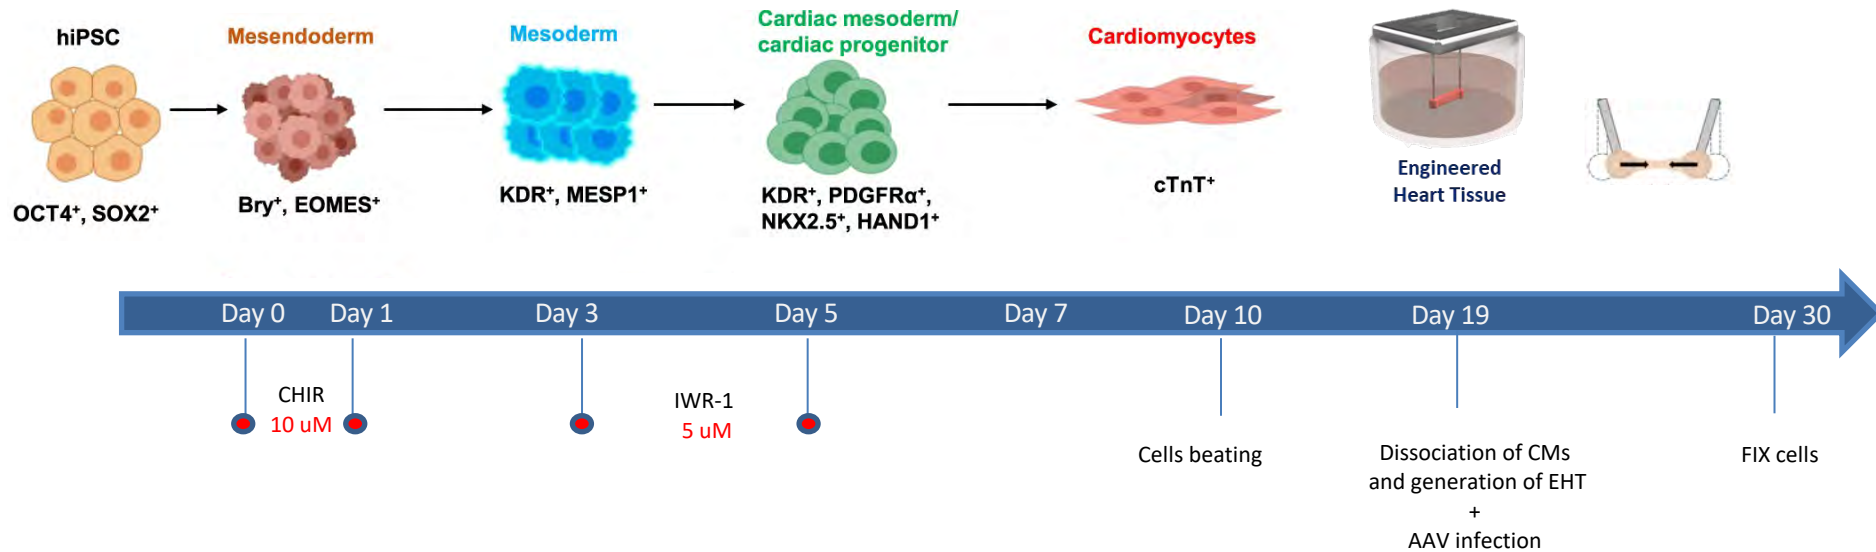 hiPSC
OCT4⁺, SOX2⁺
Mesendoderm
Bry⁺, EOMES⁺
Mesoderm
KDR⁺, MESP1⁺
Cardiac mesoderm/
cardiac progenitor
KDR⁺, PDGFRα⁺,
NKX2.5⁺, HAND1⁺
Cardiomyocytes
cTnT⁺
Engineered
Heart Tissue
Day 0
Day 1
Day 3
Day 5
Day 7
Day 10
Day 19
Day 30
CHIR
10 uM
IWR-1
5 uM
Cells beating
Dissociation of CMs
and generation of EHT
+
AAV infection
FIX cells